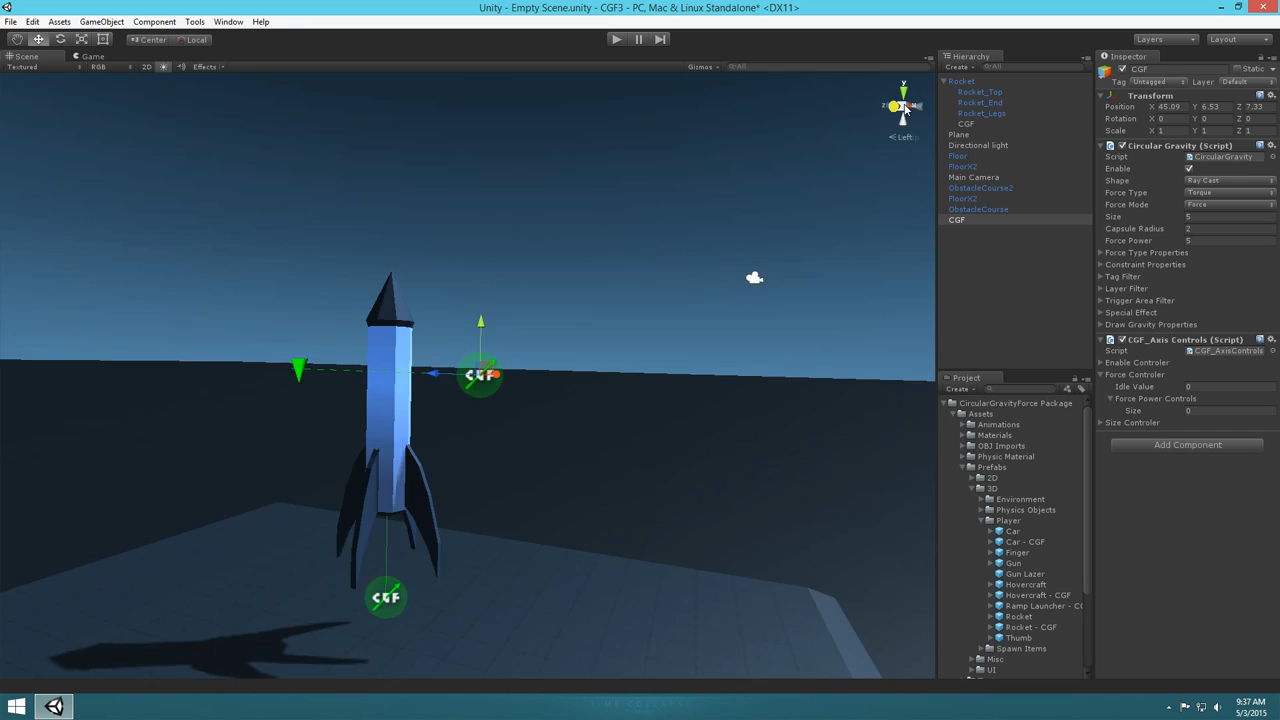 Unity - Empty Scene.unity - CGF3 - PC, Mac & Linux Standalone* <DX11>
File Edit Assets GameObject Component Tools Window Help
Center Local Layers Layout
Scene Game
Textured RGB 2D Effects Gizmos All
y
z
Left
CGF
CGF
Hierarchy
Create All
Rocket
Rocket_Top
Rocket_End
Rocket_Legs
CGF
Plane
Directional light
Floor
FloorX2
Main Camera
ObstacleCourse2
FloorX2
ObstacleCourse
CGF
Project
Create
CircularGravityForce Package
Assets
Animations
Materials
OBJ Imports
Physic Material
Prefabs
2D
3D
Environment
Physics Objects
Player
Car
Car - CGF
Finger
Gun
Gun Lazer
Hovercraft
Hovercraft - CGF
Ramp Launcher - CG
Rocket
Rocket - CGF
Thumb
Spawn Items
Misc
UI
Inspector
CGF Static
Tag Untagged Layer Default
Transform
Position X 45.09 Y 6.53 Z 7.33
Rotation X 0 Y 0 Z 0
Scale X 1 Y 1 Z 1
Circular Gravity (Script)
Script CircularGravity
Enable
Shape Ray Cast
Force Type Torque
Force Mode Force
Size 5
Capsule Radius 2
Force Power 5
Force Type Properties
Constraint Properties
Tag Filter
Layer Filter
Trigger Area Filter
Special Effect
Draw Gravity Properties
CGF_Axis Controls (Script)
Script CGF_AxisControls
Enable Controler
Force Controler
Idle Value 0
Force Power Controls
Size 0
Size Controler
Add Component
TIME COLLAPSE
9:37 AM
5/3/2015